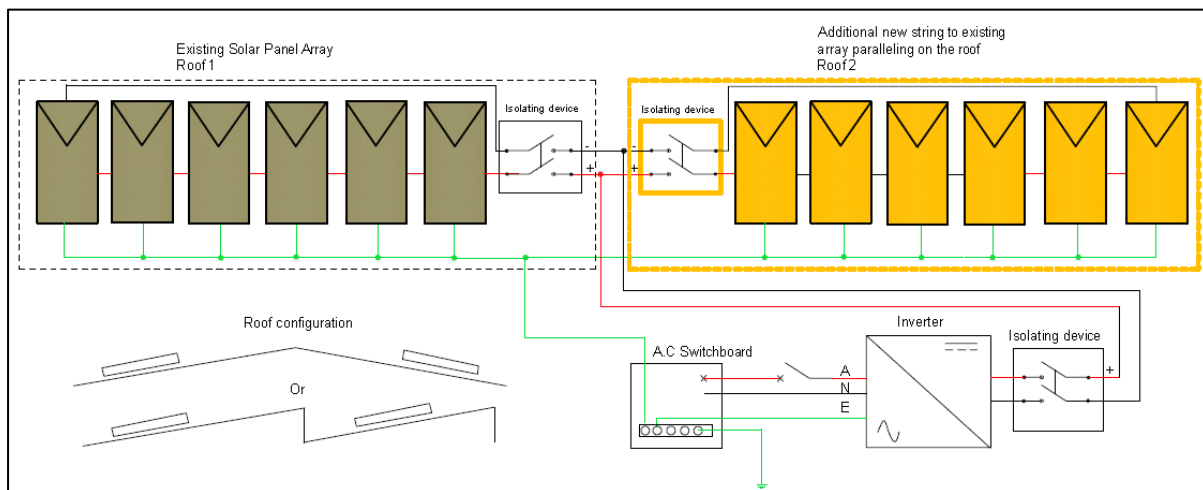 Existing Solar Panel Array
Roof 1
Additional new string to existing
array paralleling on the roof
Roof 2
Isolating device
Isolating device
-
-
+
+
Roof configuration
Or
A.C Switchboard
A
N
E
Inverter
Isolating device
+